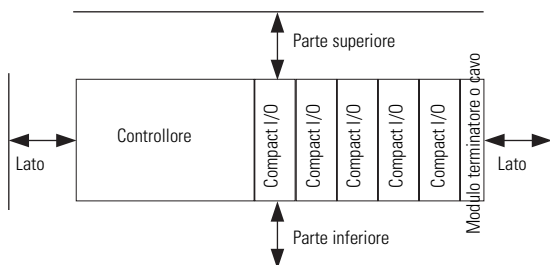 Parte superiore
Controllore
Compact I/O
Compact I/O
Compact I/O
Compact I/O
Compact I/O
Modulo terminatore o cavo
Lato
Lato
Parte inferiore